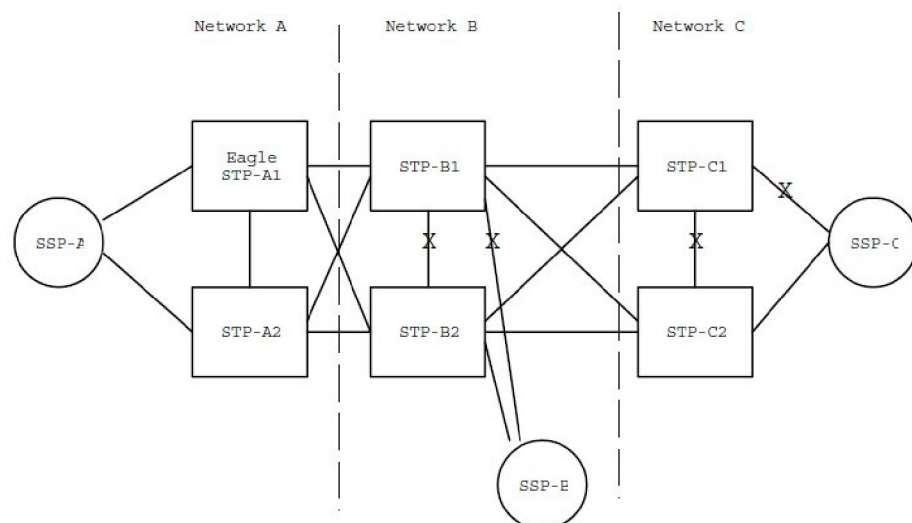 Network A
Network B
Network C
Eagle
STP-A1
STP-B1
STP-C1
X
SSP-A
X
X
X
SSP-C
STP-A2
STP-B2
STP-C2
SSP-B